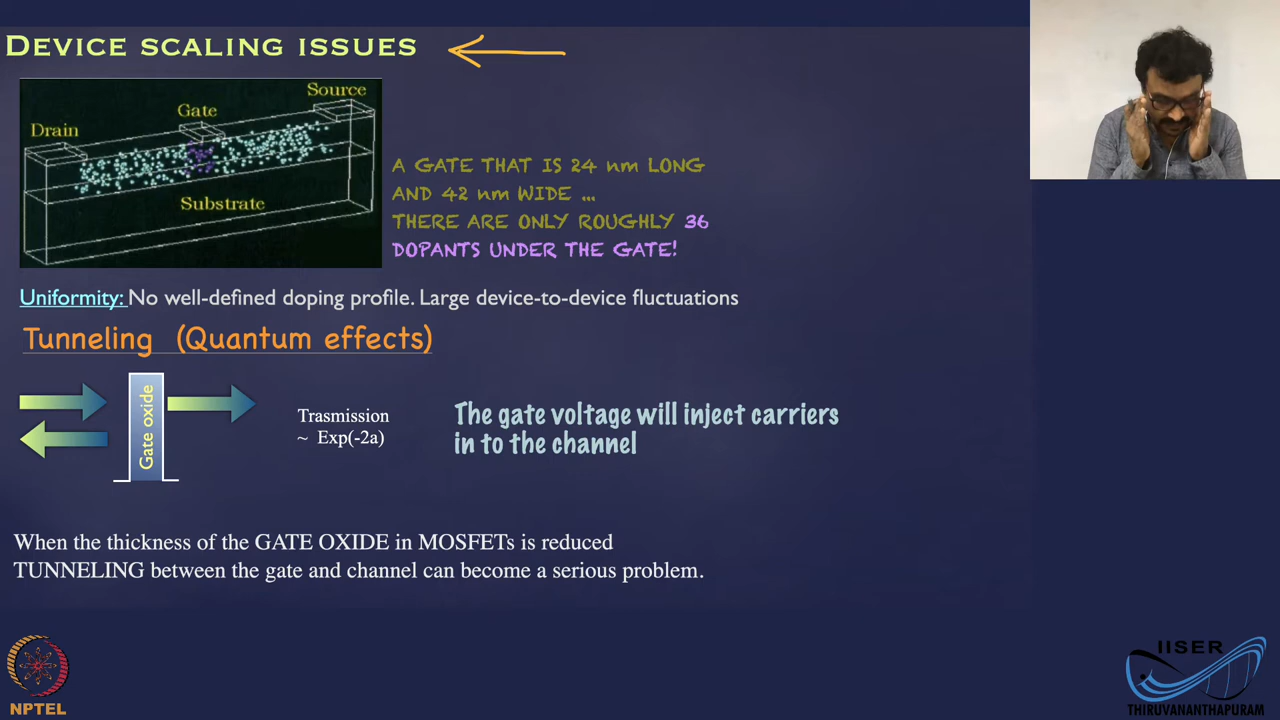 DEVICE SCALING ISSUES
Source
Gate
Drain
Substrate
A GATE THAT IS 24 nm LONG
AND 42 nm WIDE ...
THERE ARE ONLY ROUGHLY 36
DOPANTS UNDER THE GATE!
Uniformity: No well-defined doping profile. Large device-to-device fluctuations
Tunneling (Quantum effects)
Gate oxide
Trasmission
~ Exp(-2a)
The gate voltage will inject carriers
in to the channel
When the thickness of the GATE OXIDE in MOSFETs is reduced
TUNNELING between the gate and channel can become a serious problem.
NPTEL
IISER
THIRUVANANTHAPURAM